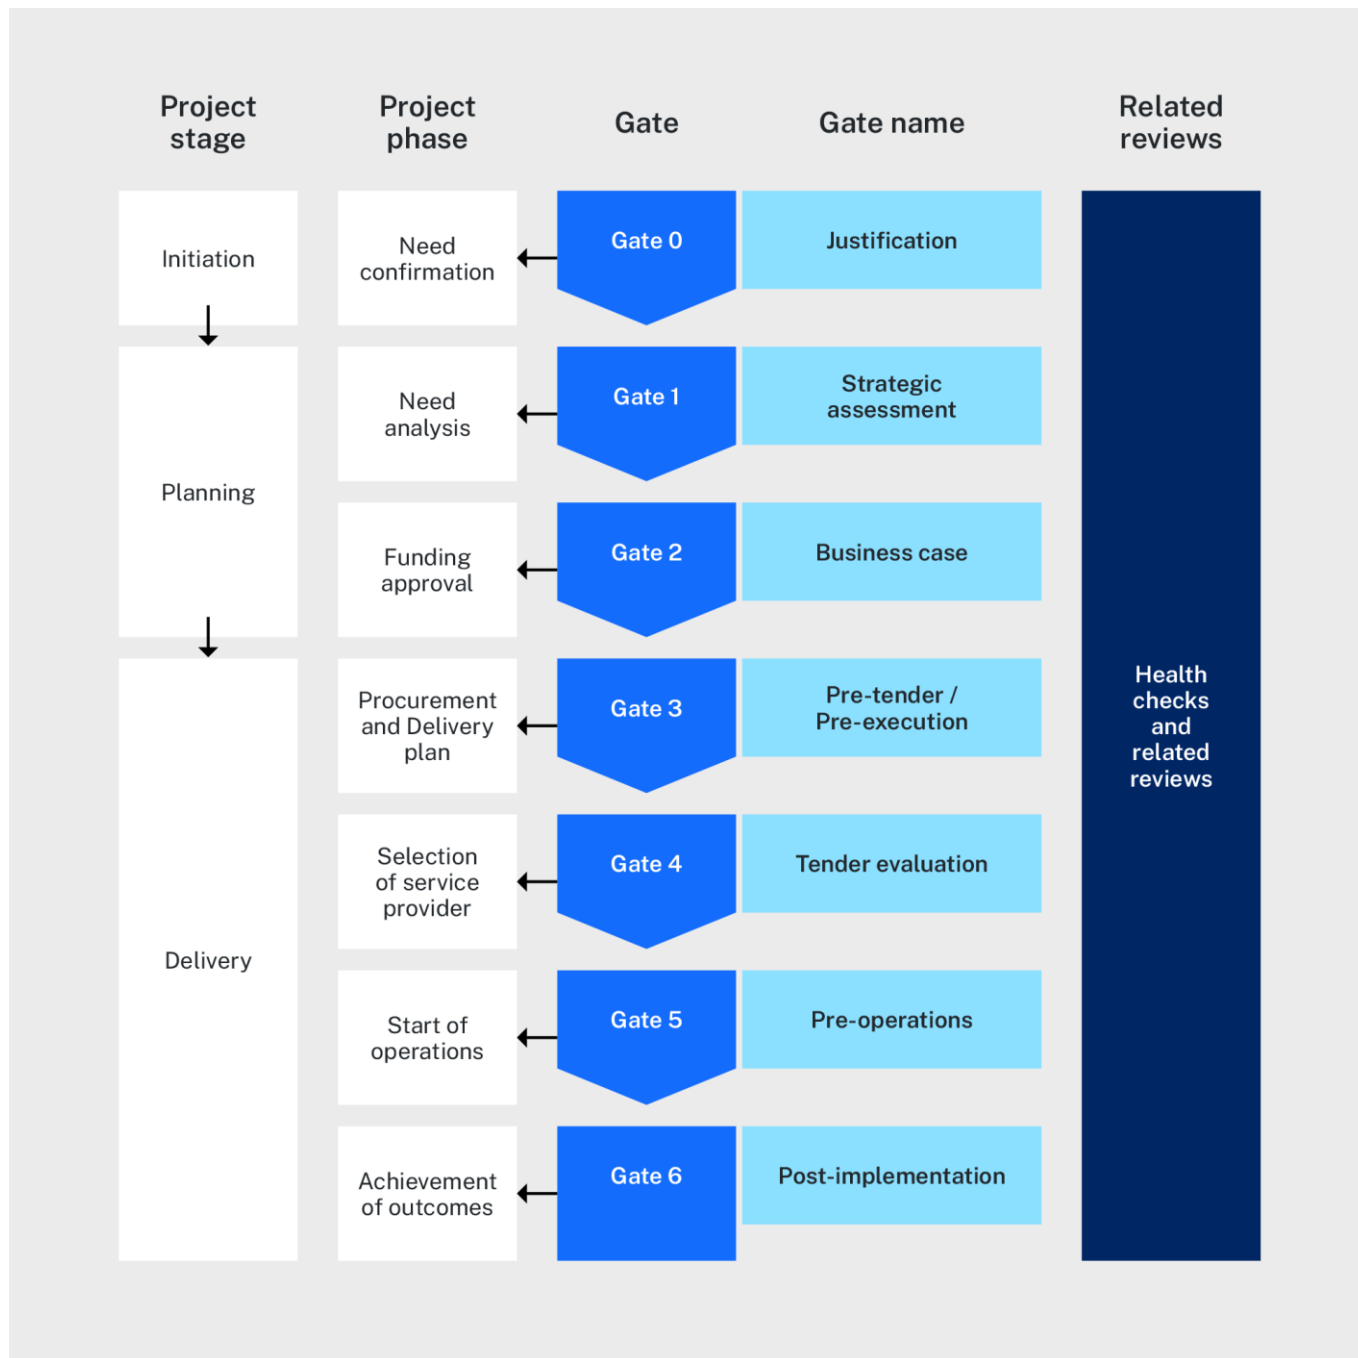 Project
stage
Project
phase
Gate
Gate name
Related
reviews
Initiation
Need
confirmation
Gate 0
Justification
Planning
Need
analysis
Gate 1
Strategic
assessment
Funding
approval
Gate 2
Business case
Delivery
Procurement
and Delivery
plan
Gate 3
Pre-tender /
Pre-execution
Selection
of service
provider
Gate 4
Tender evaluation
Start of
operations
Gate 5
Pre-operations
Achievement
of outcomes
Gate 6
Post-implementation
Health
checks
and
related
reviews